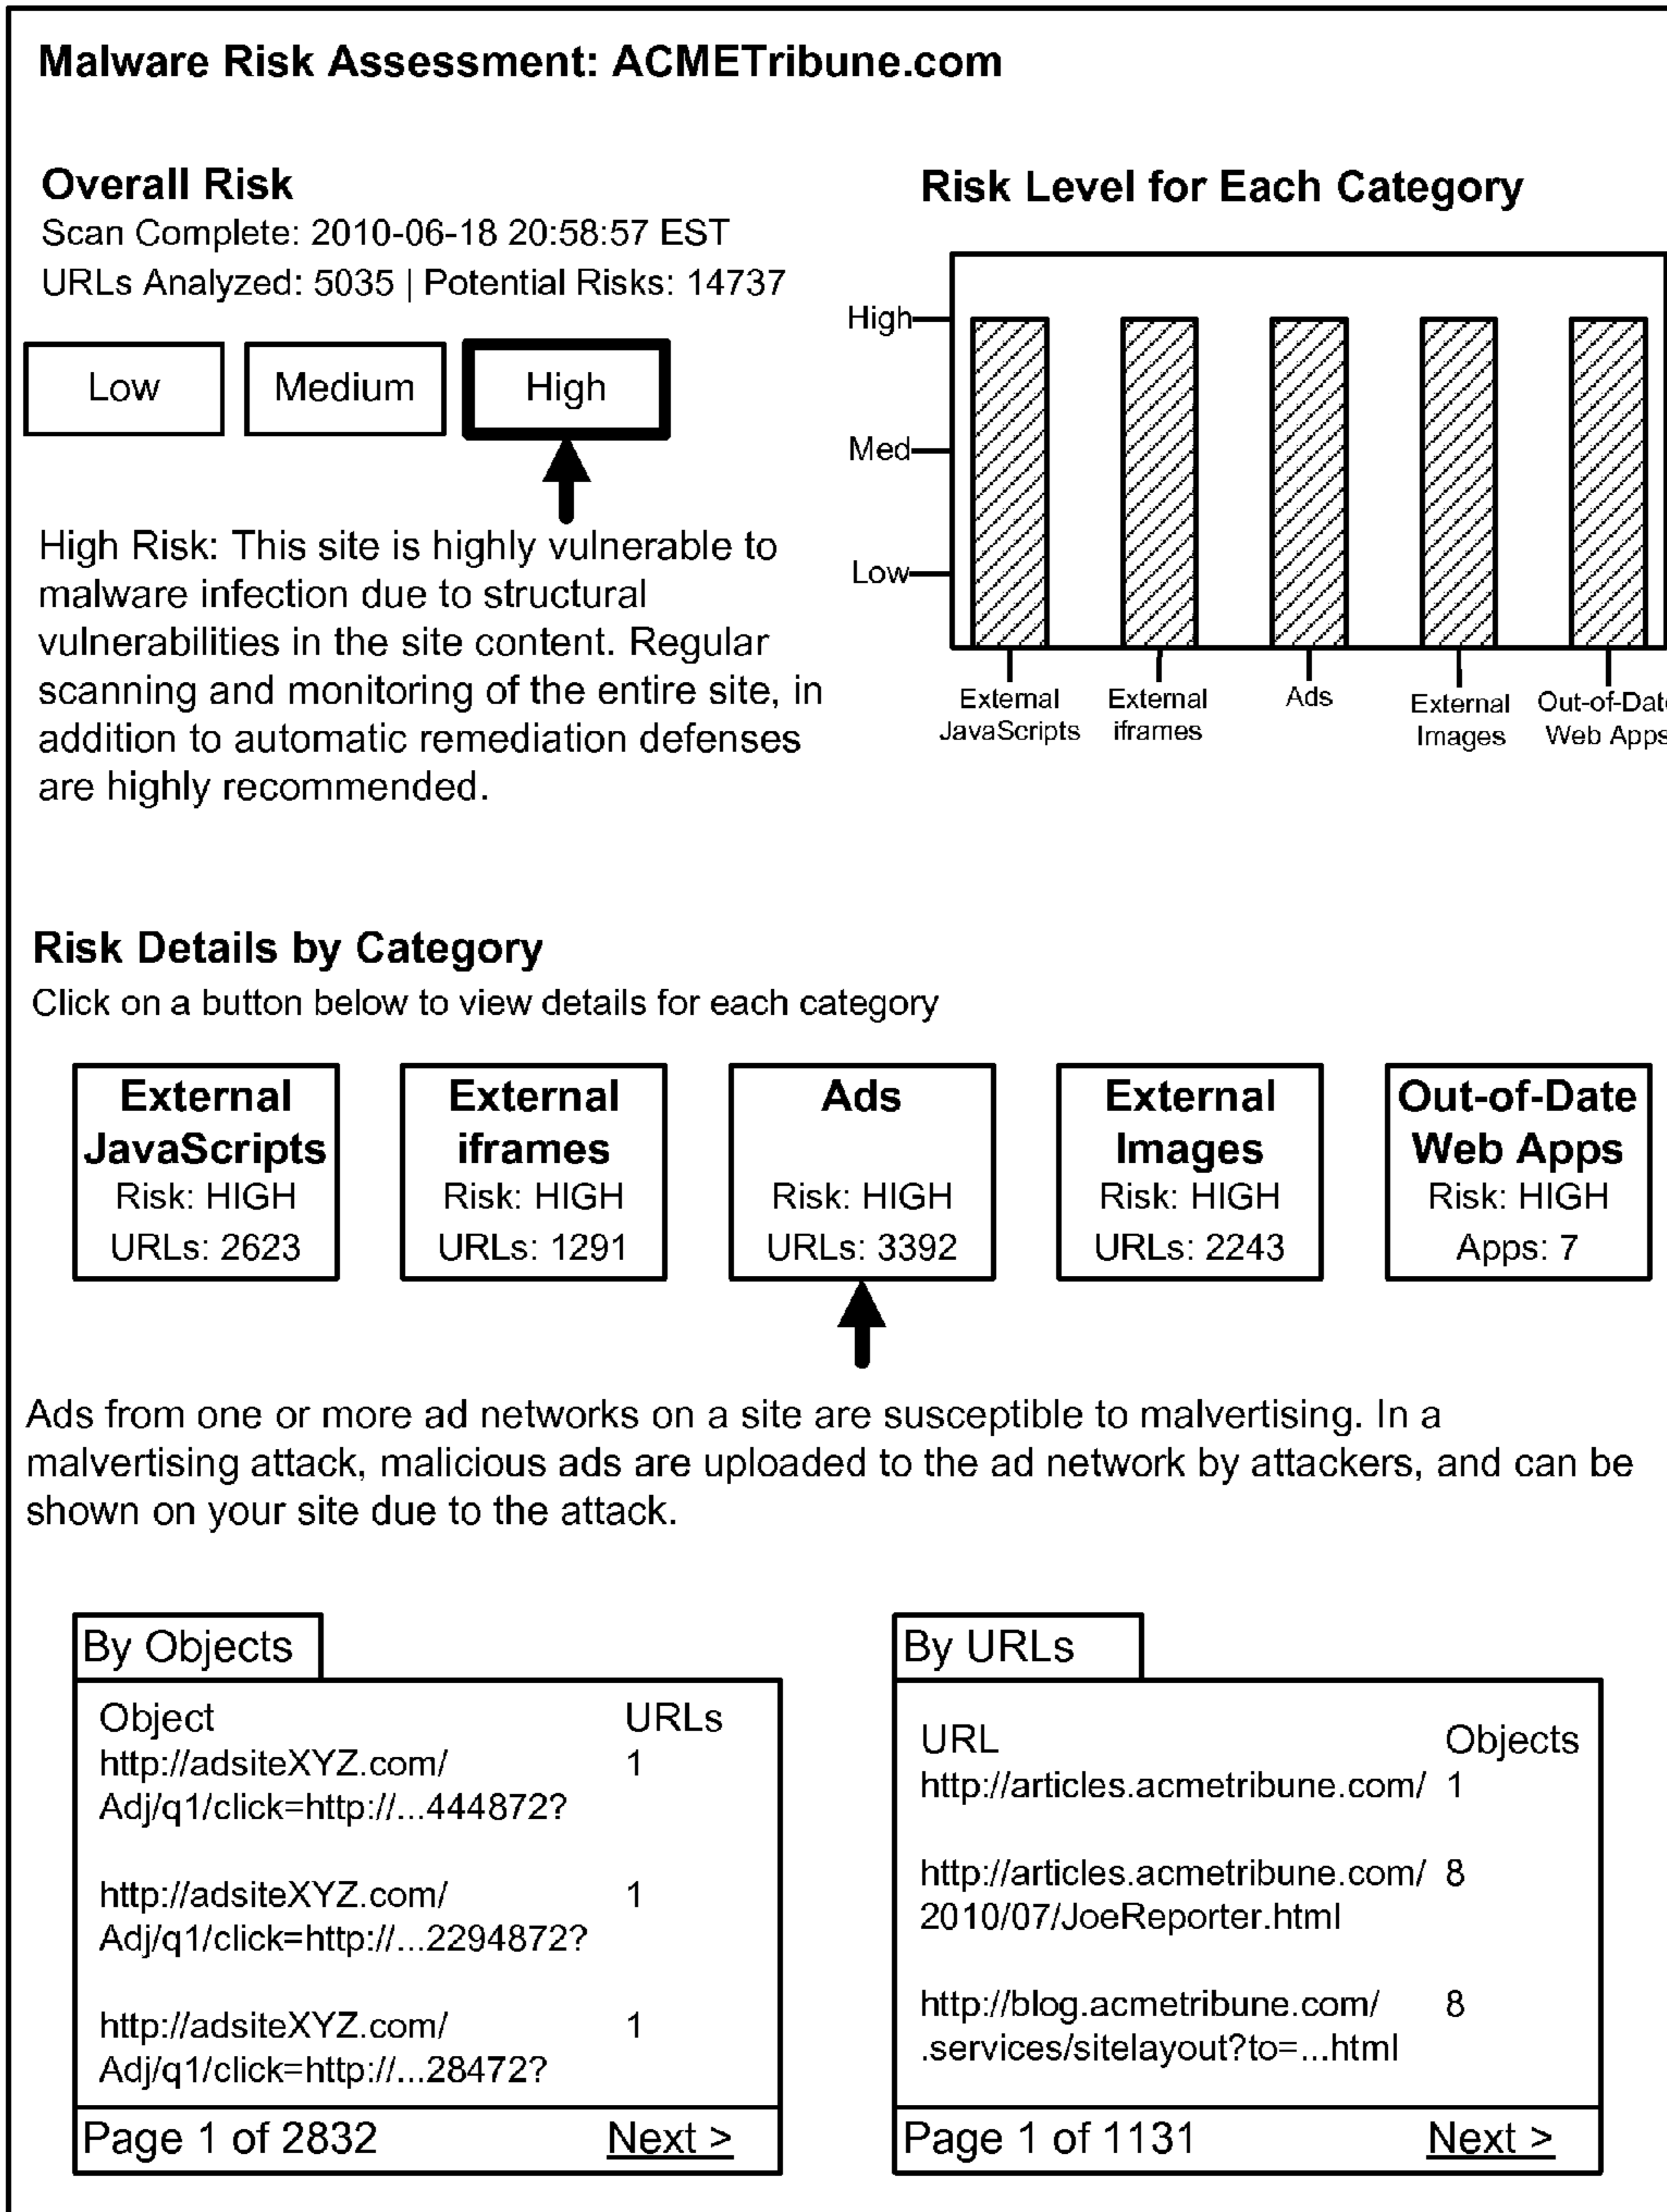 Malware Risk Assessment: ACMETribune.com
Overall Risk
Scan Complete: 2010-06-18 20:58:57 EST
URLs Analyzed: 5035 | Potential Risks: 14737
Low
Medium
High
High Risk: This site is highly vulnerable to
malware infection due to structural
vulnerabilities in the site content. Regular
scanning and monitoring of the entire site, in
addition to automatic remediation defenses
are highly recommended.
Risk Level for Each Category
High
Med
Low
External
JavaScripts
External
iframes
Ads
External
Images
Out-of-Date
Web Apps
Risk Details by Category
Click on a button below to view details for each category
External
JavaScripts
Risk: HIGH
URLs: 2623
External
iframes
Risk: HIGH
URLs: 1291
Ads
Risk: HIGH
URLs: 3392
External
Images
Risk: HIGH
URLs: 2243
Out-of-Date
Web Apps
Risk: HIGH
Apps: 7
Ads from one or more ad networks on a site are susceptible to malvertising. In a
malvertising attack, malicious ads are uploaded to the ad network by attackers, and can be
shown on your site due to the attack.
By Objects
Object URLs
http://adsiteXYZ.com/ 1
Adj/q1/click=http://...444872?
http://adsiteXYZ.com/ 1
Adj/q1/click=http://...2294872?
http://adsiteXYZ.com/ 1
Adj/q1/click=http://...28472?
Page 1 of 2832 Next >
By URLs
URL Objects
http://articles.acmetribune.com/ 1
http://articles.acmetribune.com/ 8
2010/07/JoeReporter.html
http://blog.acmetribune.com/ 8
.services/sitelayout?to=...html
Page 1 of 1131 Next >